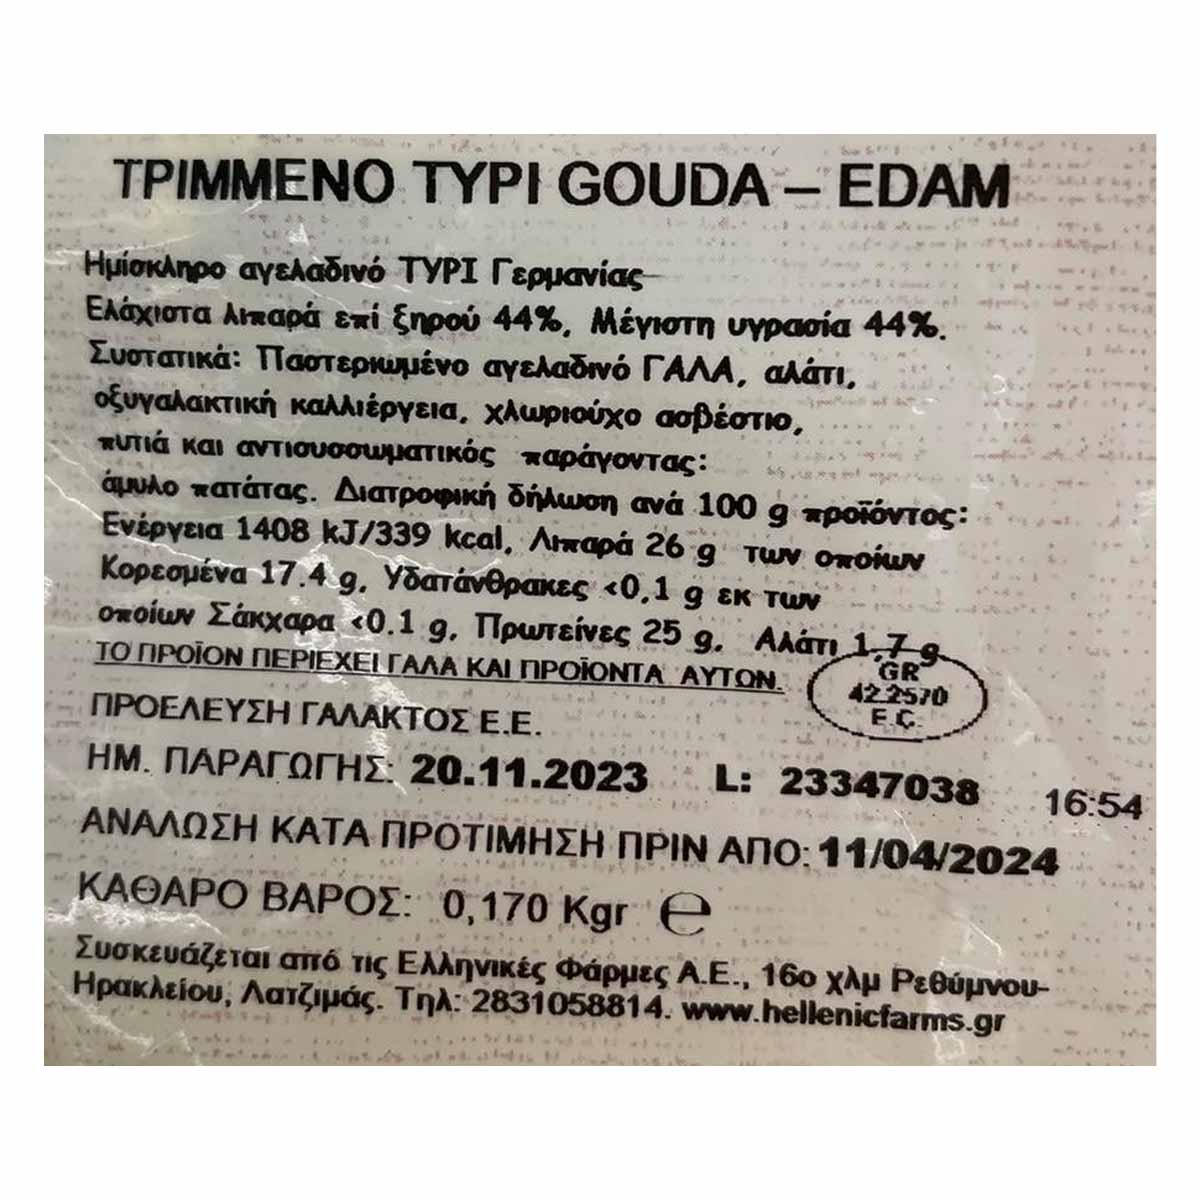 ΤΡΙΜΜΕΝΟ ΤΥΡΙ GOUDA – EDAM
Ημίσκληρο αγελαδινό ΤΥΡΙ Γερμανίας
Ελάχιστα λιπαρά επί ξηρού 44%, Μέγιστη υγρασία 44%.
Συστατικά: Παστεριωμένο αγελαδινό ΓΑΛΑ, αλάτι,
οξυγαλακτική καλλιέργεια, χλωριούχο ασβέστιο,
πυτιά και αντισυσσωματικός παράγοντας:
άμυλο πατάτας. Διατροφική δήλωση ανά 100 g προϊόντος:
Ενέργεια 1408 kJ/339 kcal, Λιπαρά 26 g των οποίων
Κορεσμένα 17.4 g, Υδατάνθρακες <0,1 g εκ των
οποίων Σάκχαρα <0.1 g, Πρωτείνες 25 g, Αλάτι 1,7 g
ΤΟ ΠΡΟΪΟΝ ΠΕΡΙΕΧΕΙ ΓΑΛΑ ΚΑΙ ΠΡΟΪΟΝΤΑ ΑΥΤΟΝ.
GR
42.2570
E.C.
ΠΡΟΕΛΕΥΣΗ ΓΑΛΑΚΤΟΣ Ε.Ε.
ΗΜ. ΠΑΡΑΓΩΓΗΣ: 20.11.2023 L: 23347038 16:54
ΑΝΑΛΩΣΗ ΚΑΤΑ ΠΡΟΤΙΜΗΣΗ ΠΡΙΝ ΑΠΟ: 11/04/2024
ΚΑΘΑΡΟ ΒΑΡΟΣ: 0,170 Kgr ℮
Συσκευάζεται από τις Ελληνικές Φάρμες Α.Ε., 16ο χλμ Ρεθύμνου-
Ηρακλείου, Λατζιμάς. Τηλ: 2831058814. www.hellenicfarms.gr